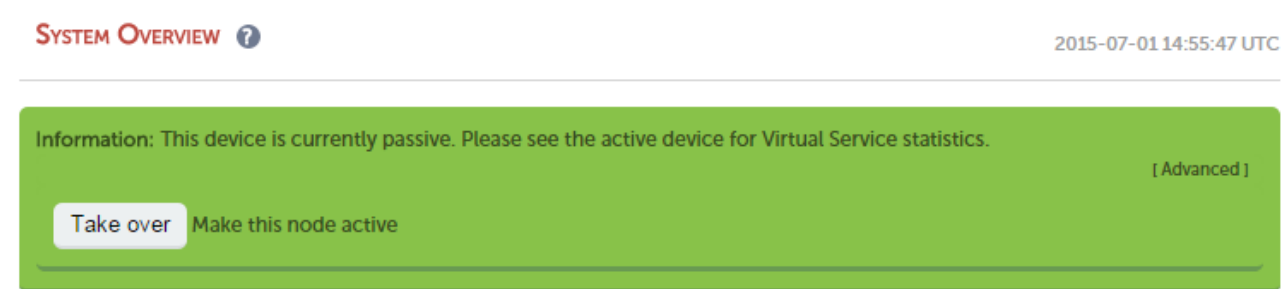 System Overview ?
2015-07-01 14:55:47 UTC
Information: This device is currently passive. Please see the active device for Virtual Service statistics.
[ Advanced ]
Take over Make this node active